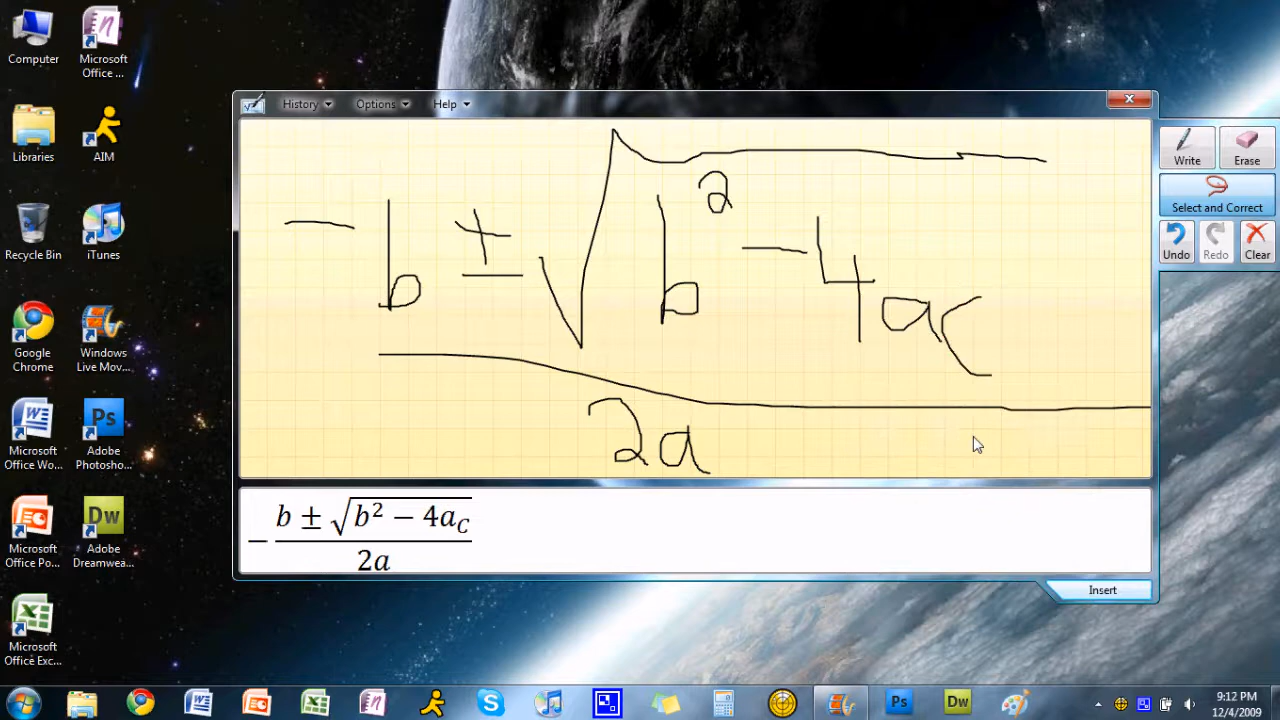 Computer
Microsoft Office ...
Libraries
AIM
Recycle Bin
iTunes
Google Chrome
Windows Live Mov...
Microsoft Office Wo...
Adobe Photosho...
Microsoft Office Po...
Adobe Dreamwea...
Microsoft Office Exc...
History Options Help
Write Erase
Select and Correct
Undo Redo Clear
-b ± √b² - 4ac
2a
- b ± √b² − 4a_C
2a
Insert
Ps Dw
9:12 PM
12/4/2009